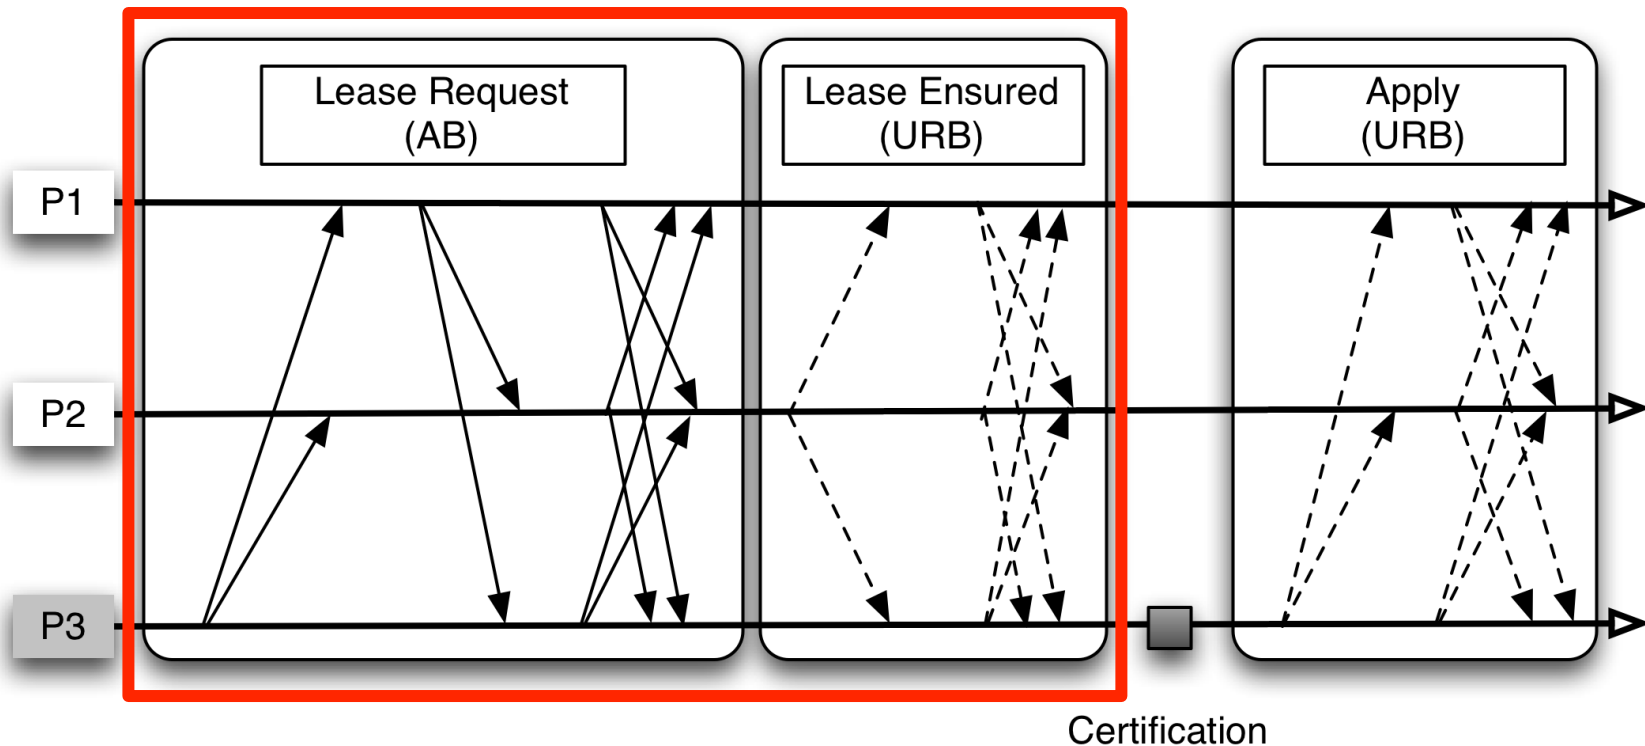 Lease Request
(AB)
Lease Ensured
(URB)
Apply
(URB)
P1
P2
P3
Certification